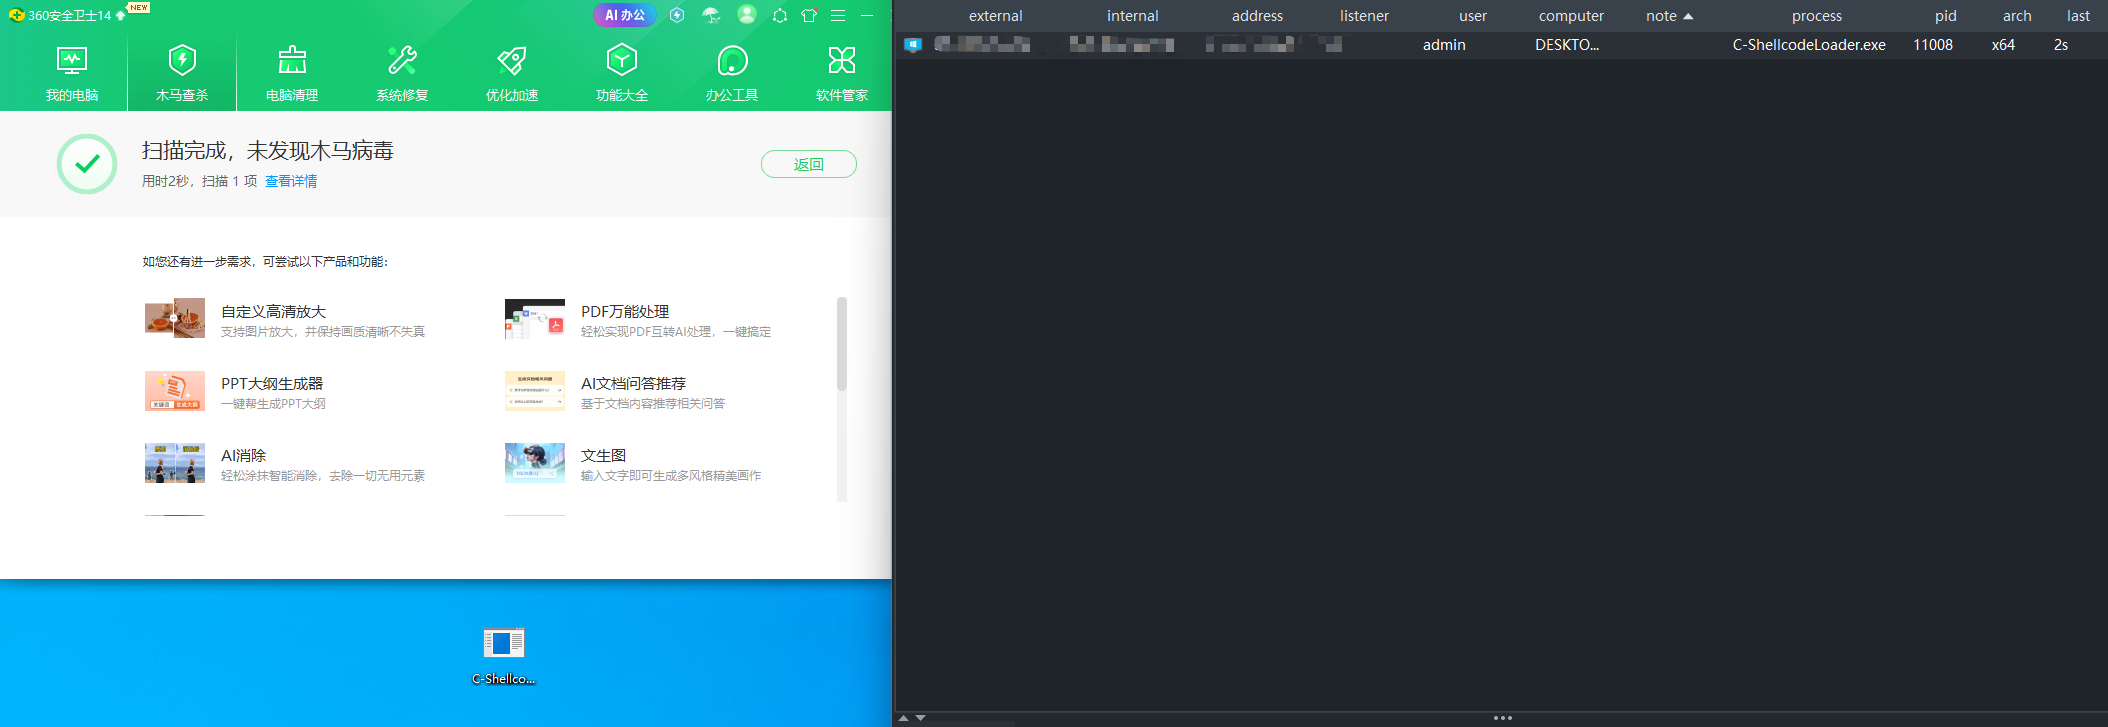 360安全卫士14
NEW
AI 办公
我的电脑
木马查杀
电脑清理
系统修复
优化加速
功能大全
办公工具
软件管家
扫描完成，未发现木马病毒
用时2秒，扫描 1 项 查看详情
返回
如您还有进一步需求，可尝试以下产品和功能：
自定义高清放大
支持图片放大，并保持画质清晰不失真
PDF万能处理
轻松实现PDF互转AI处理，一键搞定
PPT大纲生成器
一键帮生成PPT大纲
AI文档问答推荐
基于文档内容推荐相关问答
AI消除
轻松涂抹智能消除，去除一切无用元素
文生图
输入文字即可生成多风格精美画作
C-Shellco...
external internal address listener user computer note process pid arch last
admin DESKTO... C-ShellcodeLoader.exe 11008 x64 2s